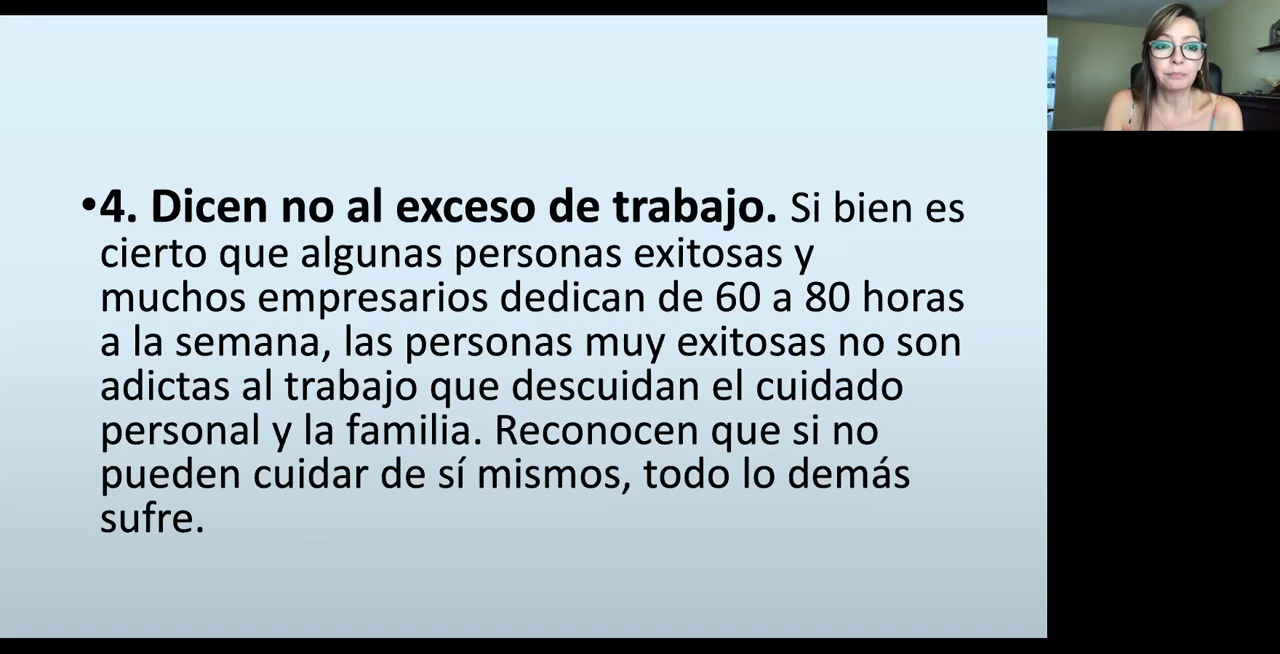 •4. Dicen no al exceso de trabajo. Si bien es
cierto que algunas personas exitosas y
muchos empresarios dedican de 60 a 80 horas
a la semana, las personas muy exitosas no son
adictas al trabajo que descuidan el cuidado
personal y la familia. Reconocen que si no
pueden cuidar de sí mismos, todo lo demás
sufre.